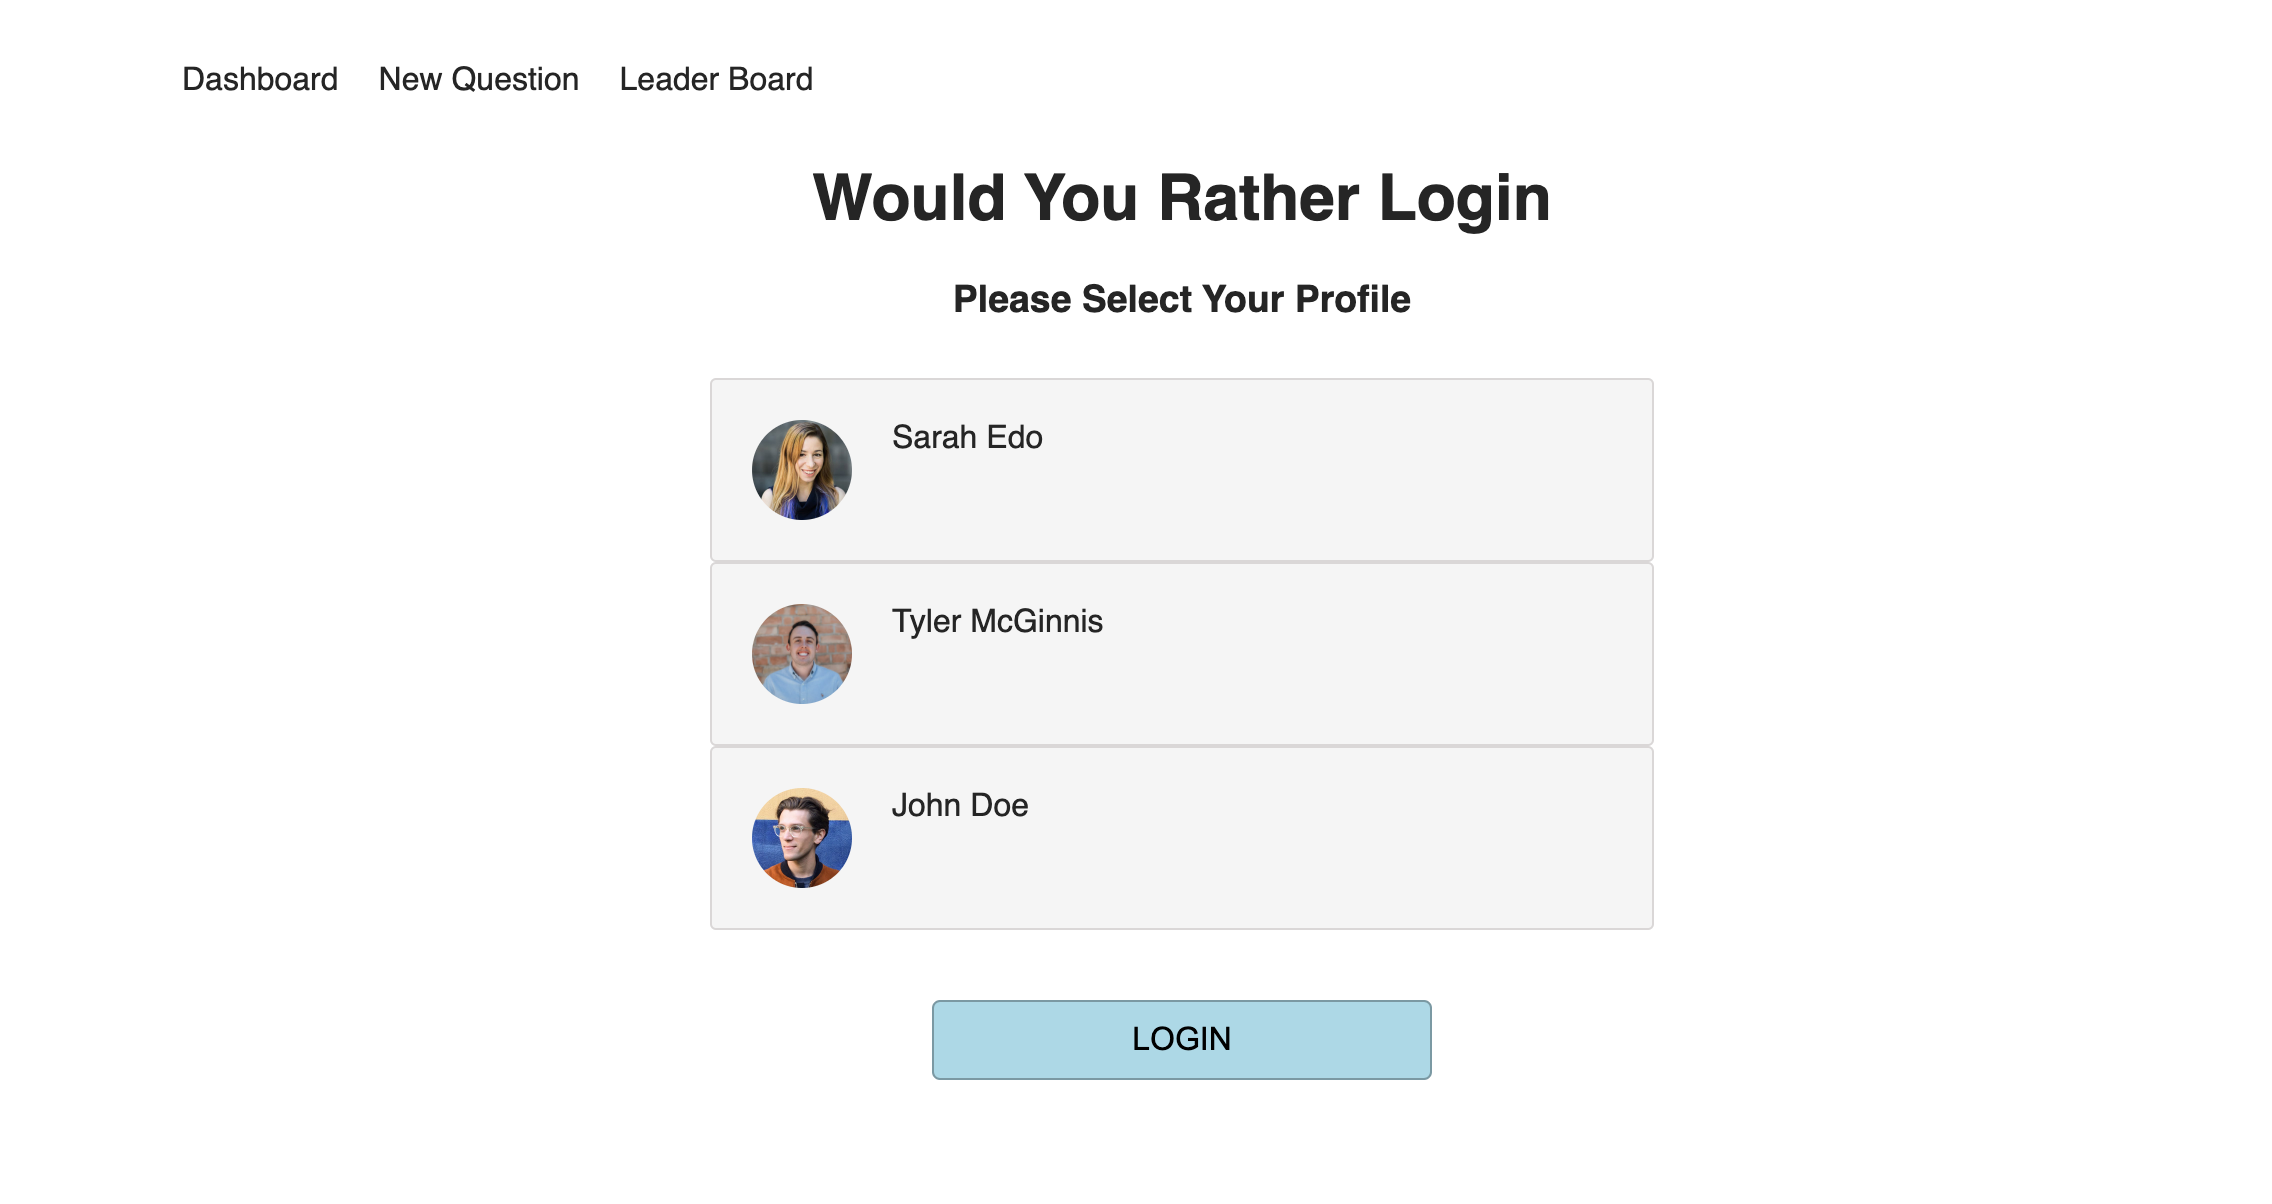 Dashboard New Question Leader Board
Would You Rather Login
Please Select Your Profile
Sarah Edo
Tyler McGinnis
John Doe
LOGIN